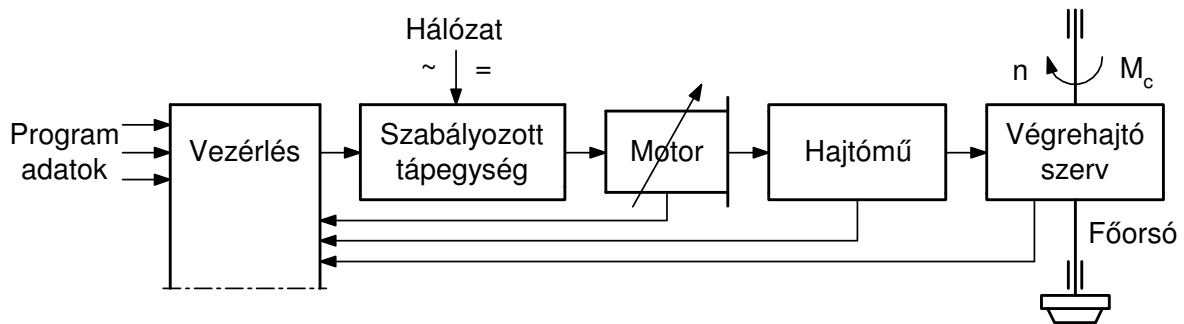 Hálózat
~ =
n M_c
Program
adatok
Vezérlés
Szabályozott
tápegység
Motor
Hajtómű
Végrehajtó
szerv
Főorsó